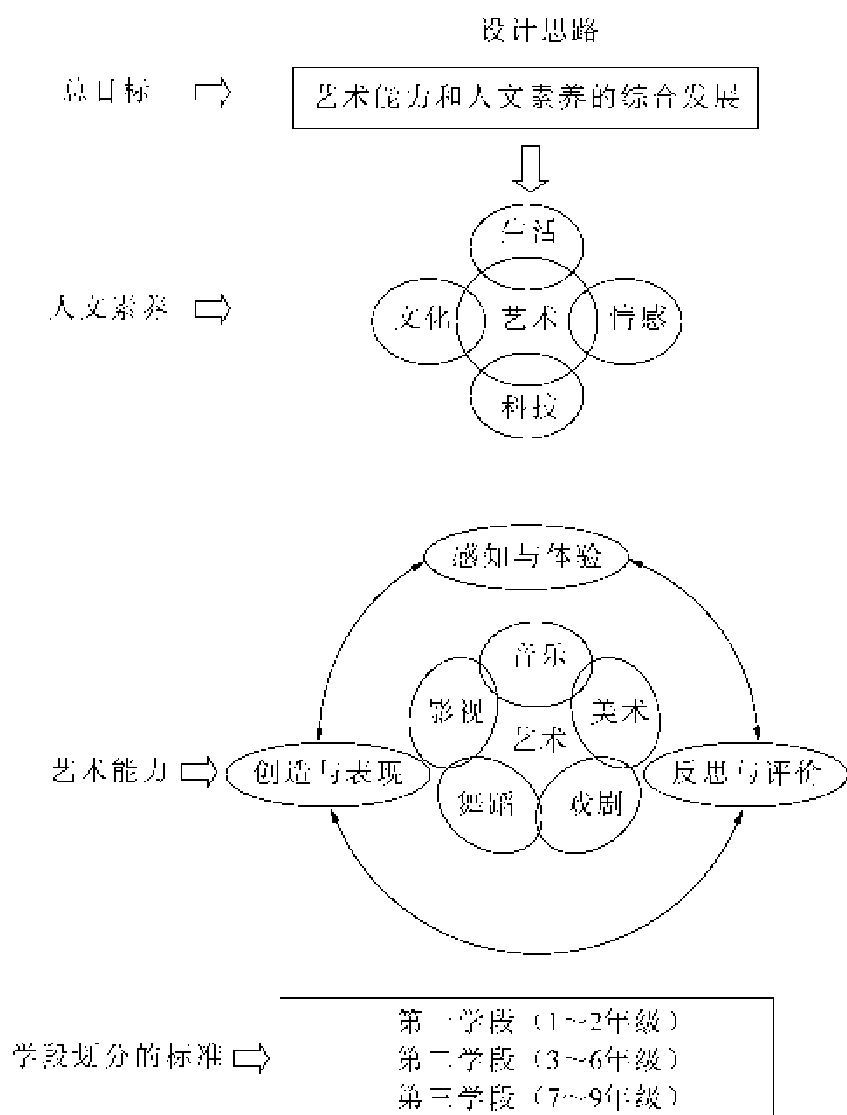 设计思路
总目标
艺术能力和人文素养的综合发展
生活
人文素养
文化
艺术
情感
科技
感知与体验
音乐
影视
美术
艺术
艺术能力
创造与表现
反思与评价
舞蹈
戏剧
第一学段（1～2年级）
学段划分的标准
第二学段（3～6年级）
第三学段（7～9年级）